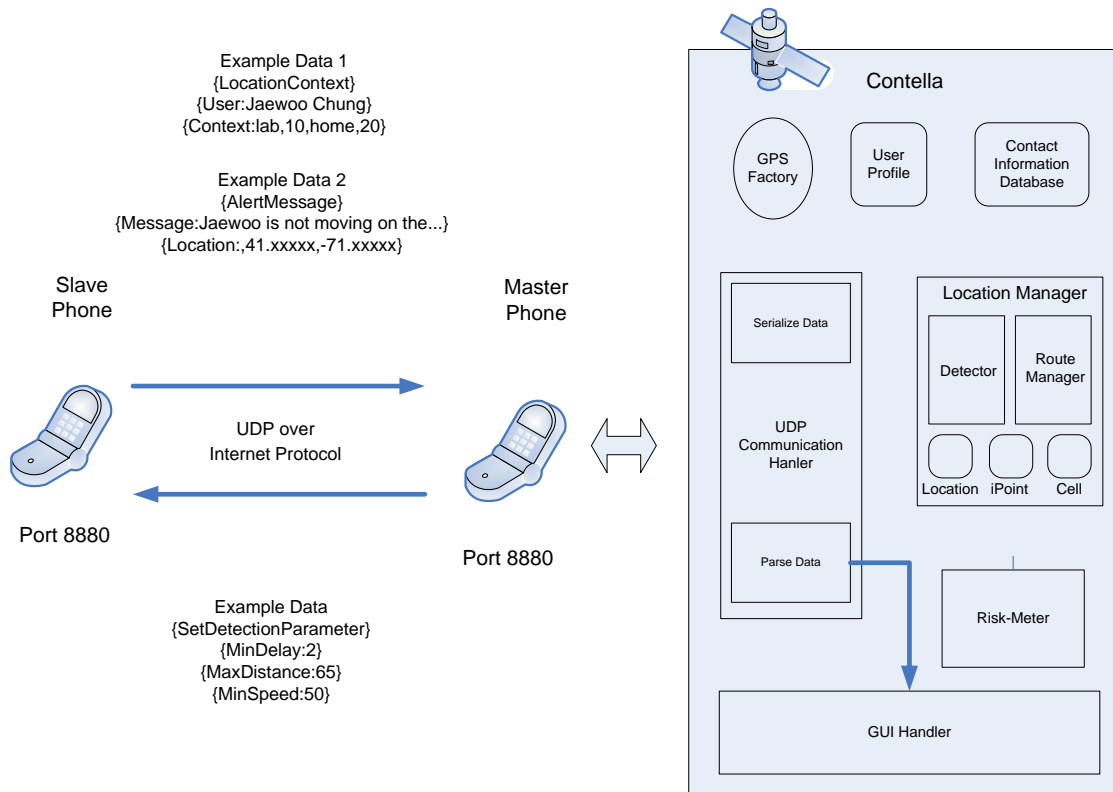 Example Data 1
{LocationContext}
{User:Jaewoo Chung}
{Context:lab,10,home,20}
Example Data 2
{AlertMessage}
{Message:Jaewoo is not moving on the...}
{Location:,41.xxxxx,-71.xxxxx}
Slave
Phone
Master
Phone
UDP over
Internet Protocol
Port 8880
Port 8880
Example Data
{SetDetectionParameter}
{MinDelay:2}
{MaxDistance:65}
{MinSpeed:50}
Contella
GPS
Factory
User
Profile
Contact
Information
Database
Serialize Data
UDP
Communication
Hanler
Parse Data
Location Manager
Detector
Route
Manager
Location
iPoint
Cell
Risk-Meter
GUI Handler